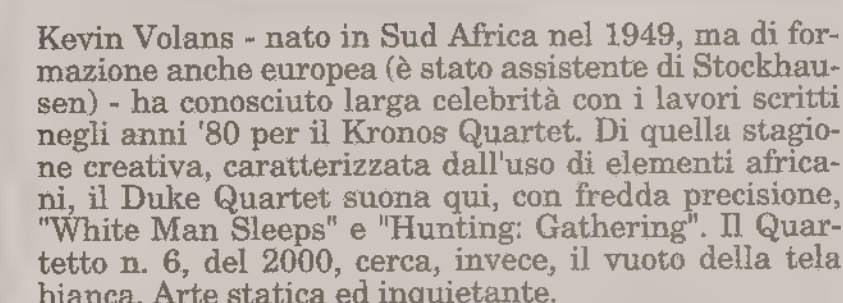 Kevin Volans - nato in Sud Africa nel 1949, ma di for-
mazione anche europea (è stato assistente di Stockhau-
sen) - ha conosciuto larga celebrità con i lavori scritti
negli anni '80 per il Kronos Quartet. Di quella stagio-
ne creativa, caratterizzata dall'uso di elementi africa-
ni, il Duke Quartet suona qui, con fredda precisione,
"White Man Sleeps" e "Hunting: Gathering". Il Quar-
tetto n. 6, del 2000, cerca, invece, il vuoto della tela
bianca. Arte statica ed inquietante.